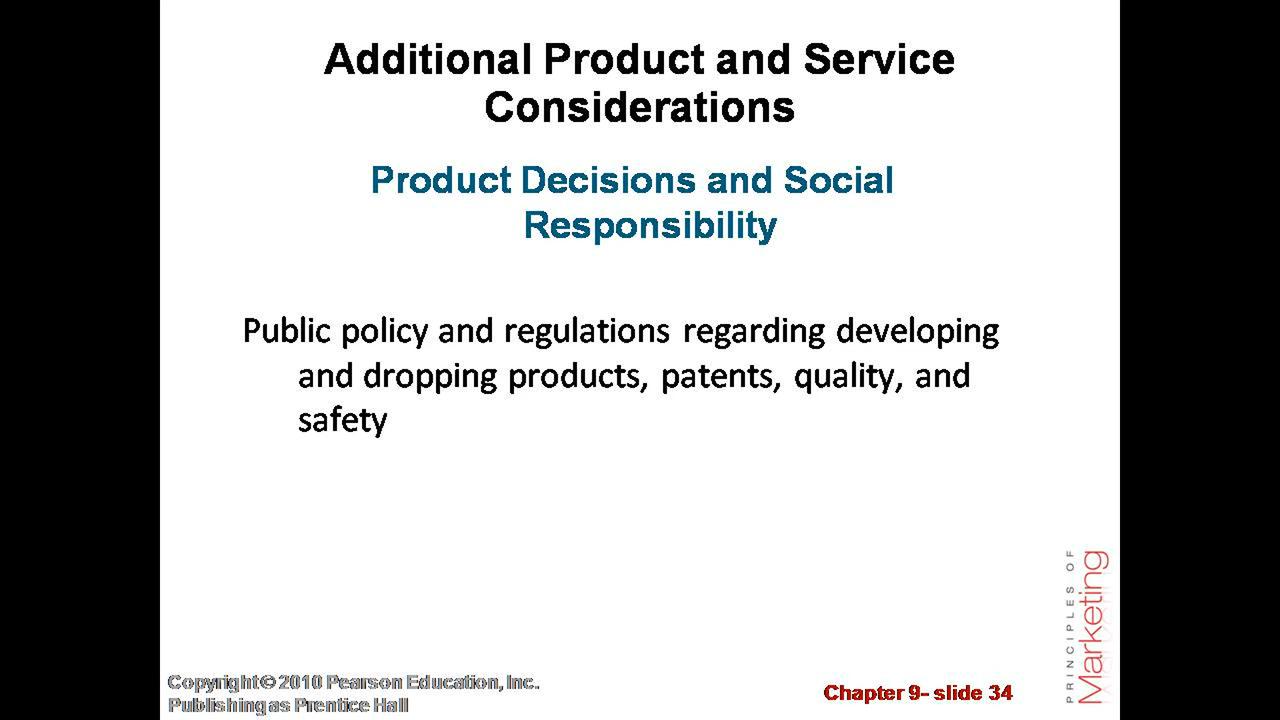 Additional Product and Service
Considerations
Product Decisions and Social
Responsibility
Public policy and regulations regarding developing
and dropping products, patents, quality, and
safety
PRINCIPLES OF
Marketing
Copyright © 2010 Pearson Education, Inc.
Publishing as Prentice Hall
Chapter 9- slide 34